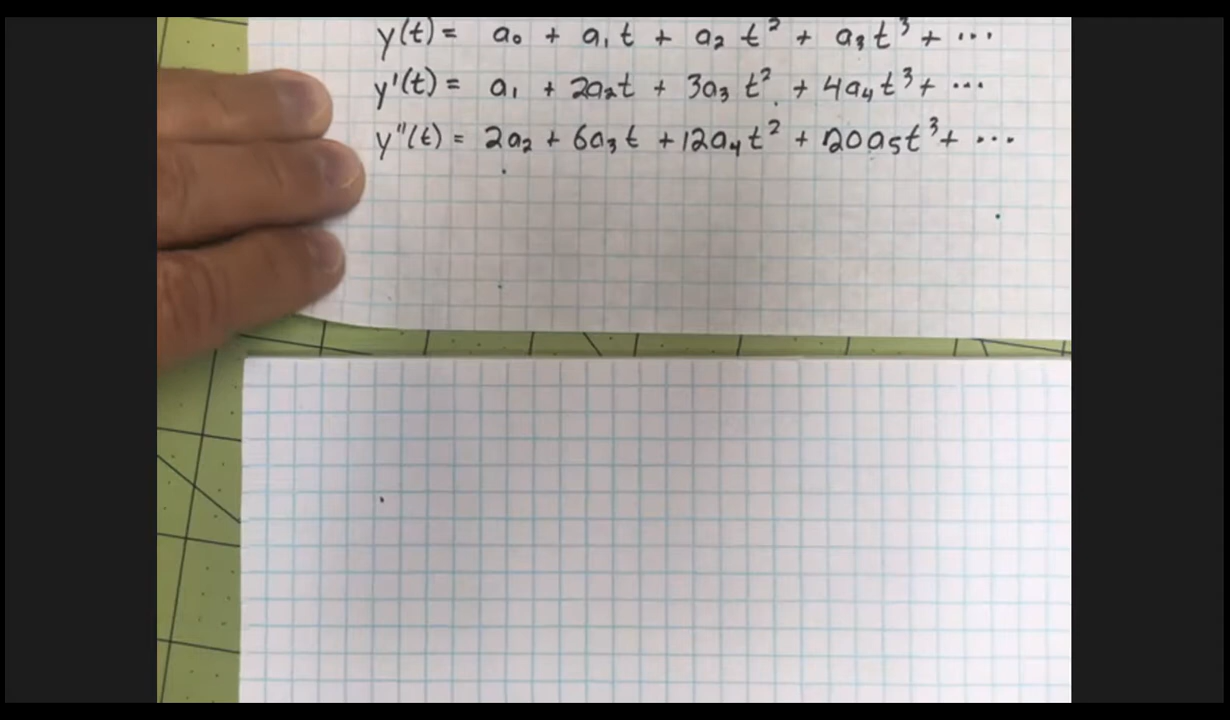 y(t) = a₀ + a₁t + a₂t² + a₃t³ + ...
y'(t) = a₁ + 2a₂t + 3a₃t² + 4a₄t³ + ...
y"(t) = 2a₂ + 6a₃t + 12a₄t² + 20a₅t³ + ...